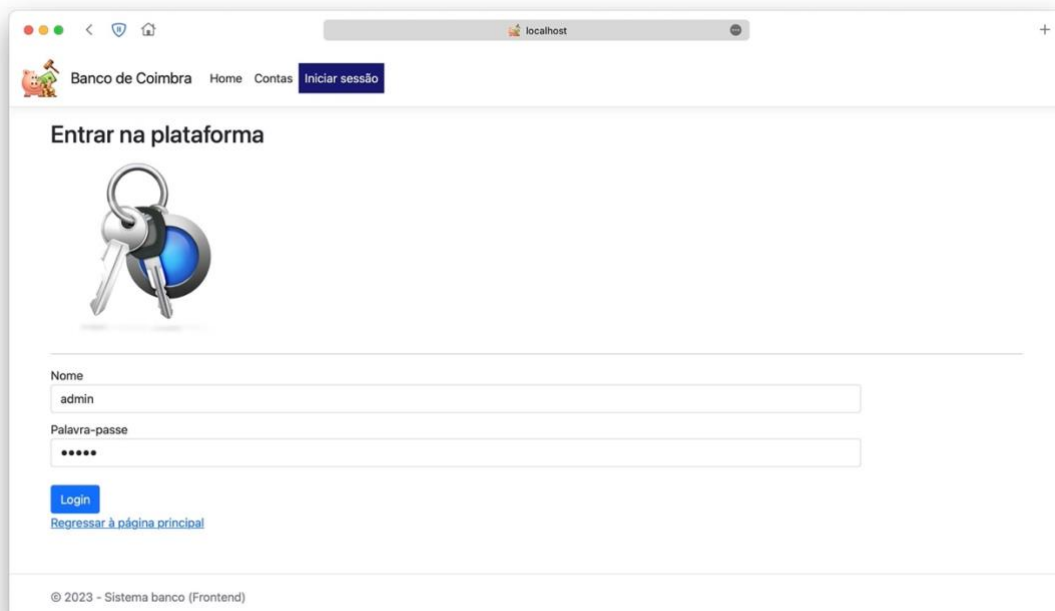 localhost
Banco de Coimbra Home Contas Iniciar sessão
Entrar na plataforma
Nome
admin
Palavra-passe
•••••
Login
Regressar à página principal
© 2023 - Sistema banco (Frontend)